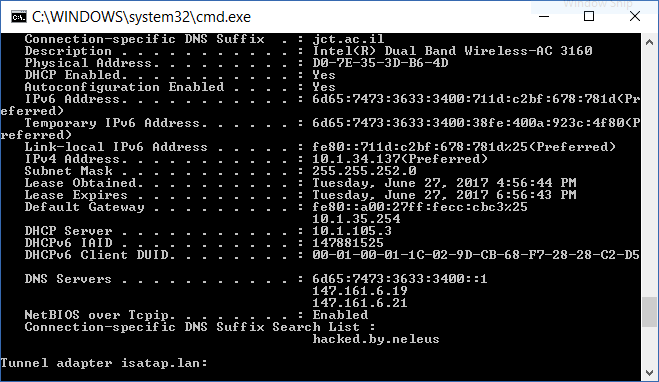 Window Snip
C:\WINDOWS\system32\cmd.exe
Connection-specific DNS Suffix . : jct.ac.il
Description . . . . . . . . . . . : Intel(R) Dual Band Wireless-AC 3160
Physical Address. . . . . . . . . : D0-7E-35-3D-B6-4D
DHCP Enabled. . . . . . . . . . . : Yes
Autoconfiguration Enabled . . . . : Yes
IPv6 Address. . . . . . . . . . . : 6d65:7473:3633:3400:711d:c2bf:678:781d(Pr
eferred)
Temporary IPv6 Address. . . . . . : 6d65:7473:3633:3400:38fe:400a:923c:4f80(P
referred)
Link-local IPv6 Address . . . . . : fe80::711d:c2bf:678:781d%25(Preferred)
IPv4 Address. . . . . . . . . . . : 10.1.34.137(Preferred)
Subnet Mask . . . . . . . . . . . : 255.255.252.0
Lease Obtained. . . . . . . . . . : Tuesday, June 27, 2017 4:56:44 PM
Lease Expires . . . . . . . . . . : Tuesday, June 27, 2017 6:56:43 PM
Default Gateway . . . . . . . . . : fe80::a00:27ff:fecc:cbc3%25
10.1.35.254
DHCP Server . . . . . . . . . . . : 10.1.105.3
DHCPv6 IAID . . . . . . . . . . . : 147881525
DHCPv6 Client DUID. . . . . . . . : 00-01-00-01-1C-02-9D-CB-68-F7-28-28-C2-D5
DNS Servers . . . . . . . . . . . : 6d65:7473:3633:3400::1
147.161.6.19
147.161.6.21
NetBIOS over Tcpip. . . . . . . . : Enabled
Connection-specific DNS Suffix Search List :
hacked.by.neleus
Tunnel adapter isatap.lan: